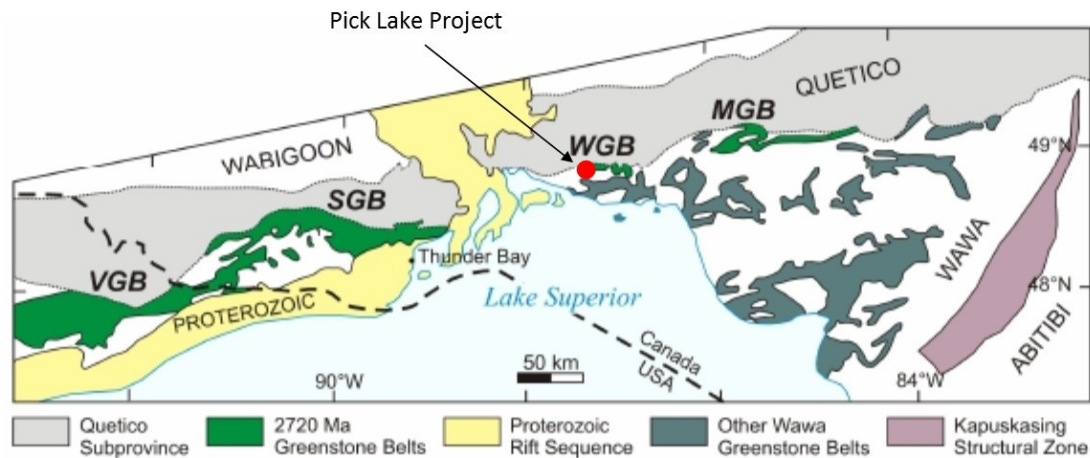 Pick Lake Project
QUETICO
MGB
WGB
49°N
WABIGOON
SGB
VGB
Thunder Bay
Lake Superior
PROTEROZOIC
WAWA
48°N
ABITIBI
Canada
USA
50 km
90°W
84°W
Quetico
Subprovince
2720 Ma
Greenstone Belts
Proterozoic
Rift Sequence
Other Wawa
Greenstone Belts
Kapuskasing
Structural Zone